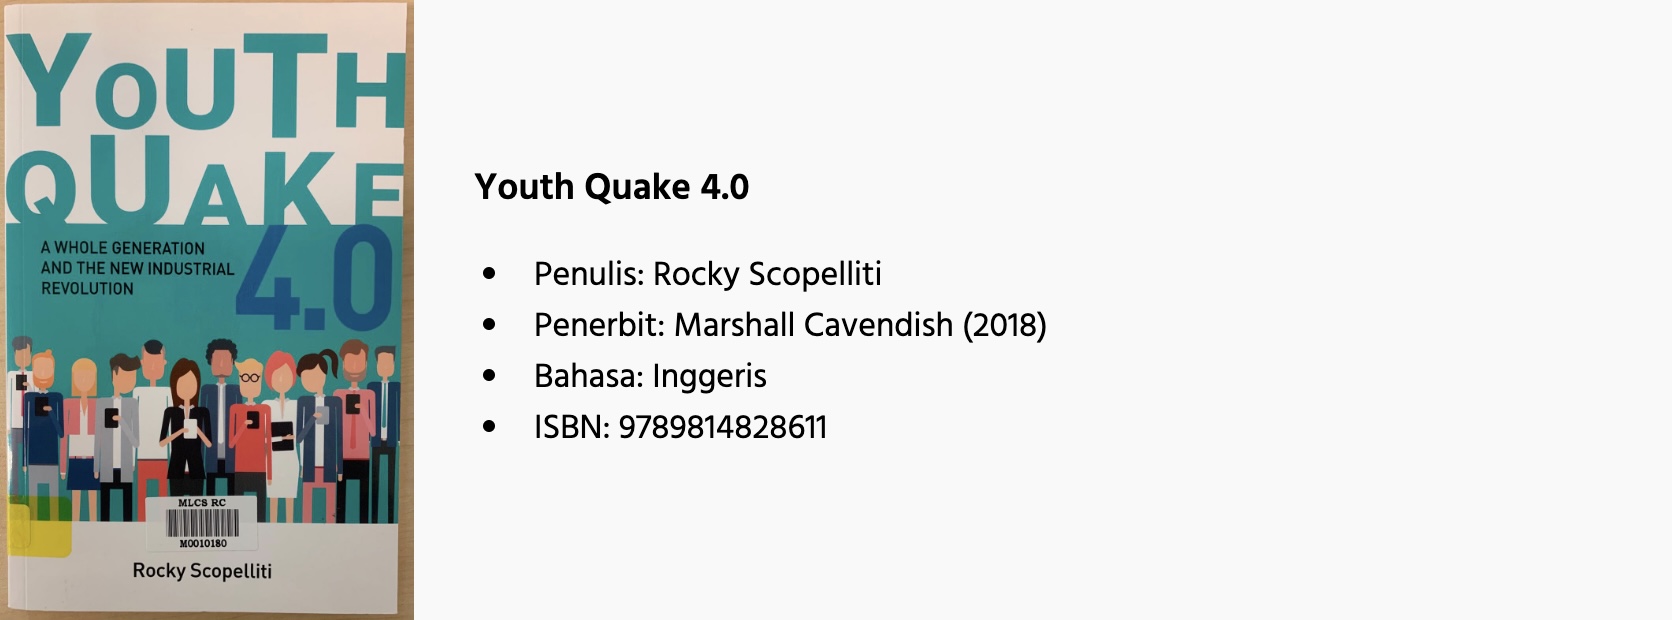 YOUTH
QUAKE
4.0
A WHOLE GENERATION
AND THE NEW INDUSTRIAL
REVOLUTION
MLCS RC
M0010180
Rocky Scopelliti
Youth Quake 4.0
• Penulis: Rocky Scopelliti
• Penerbit: Marshall Cavendish (2018)
• Bahasa: Inggeris
• ISBN: 9789814828611